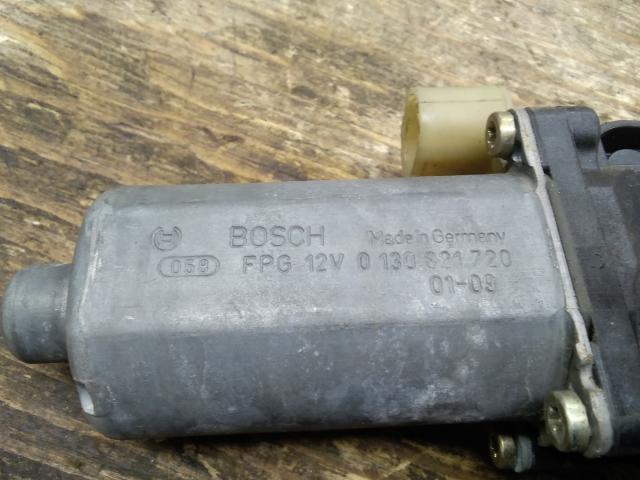 BOSCH Made in Germany
058 FPG 12V 0 130 821 720
01-09